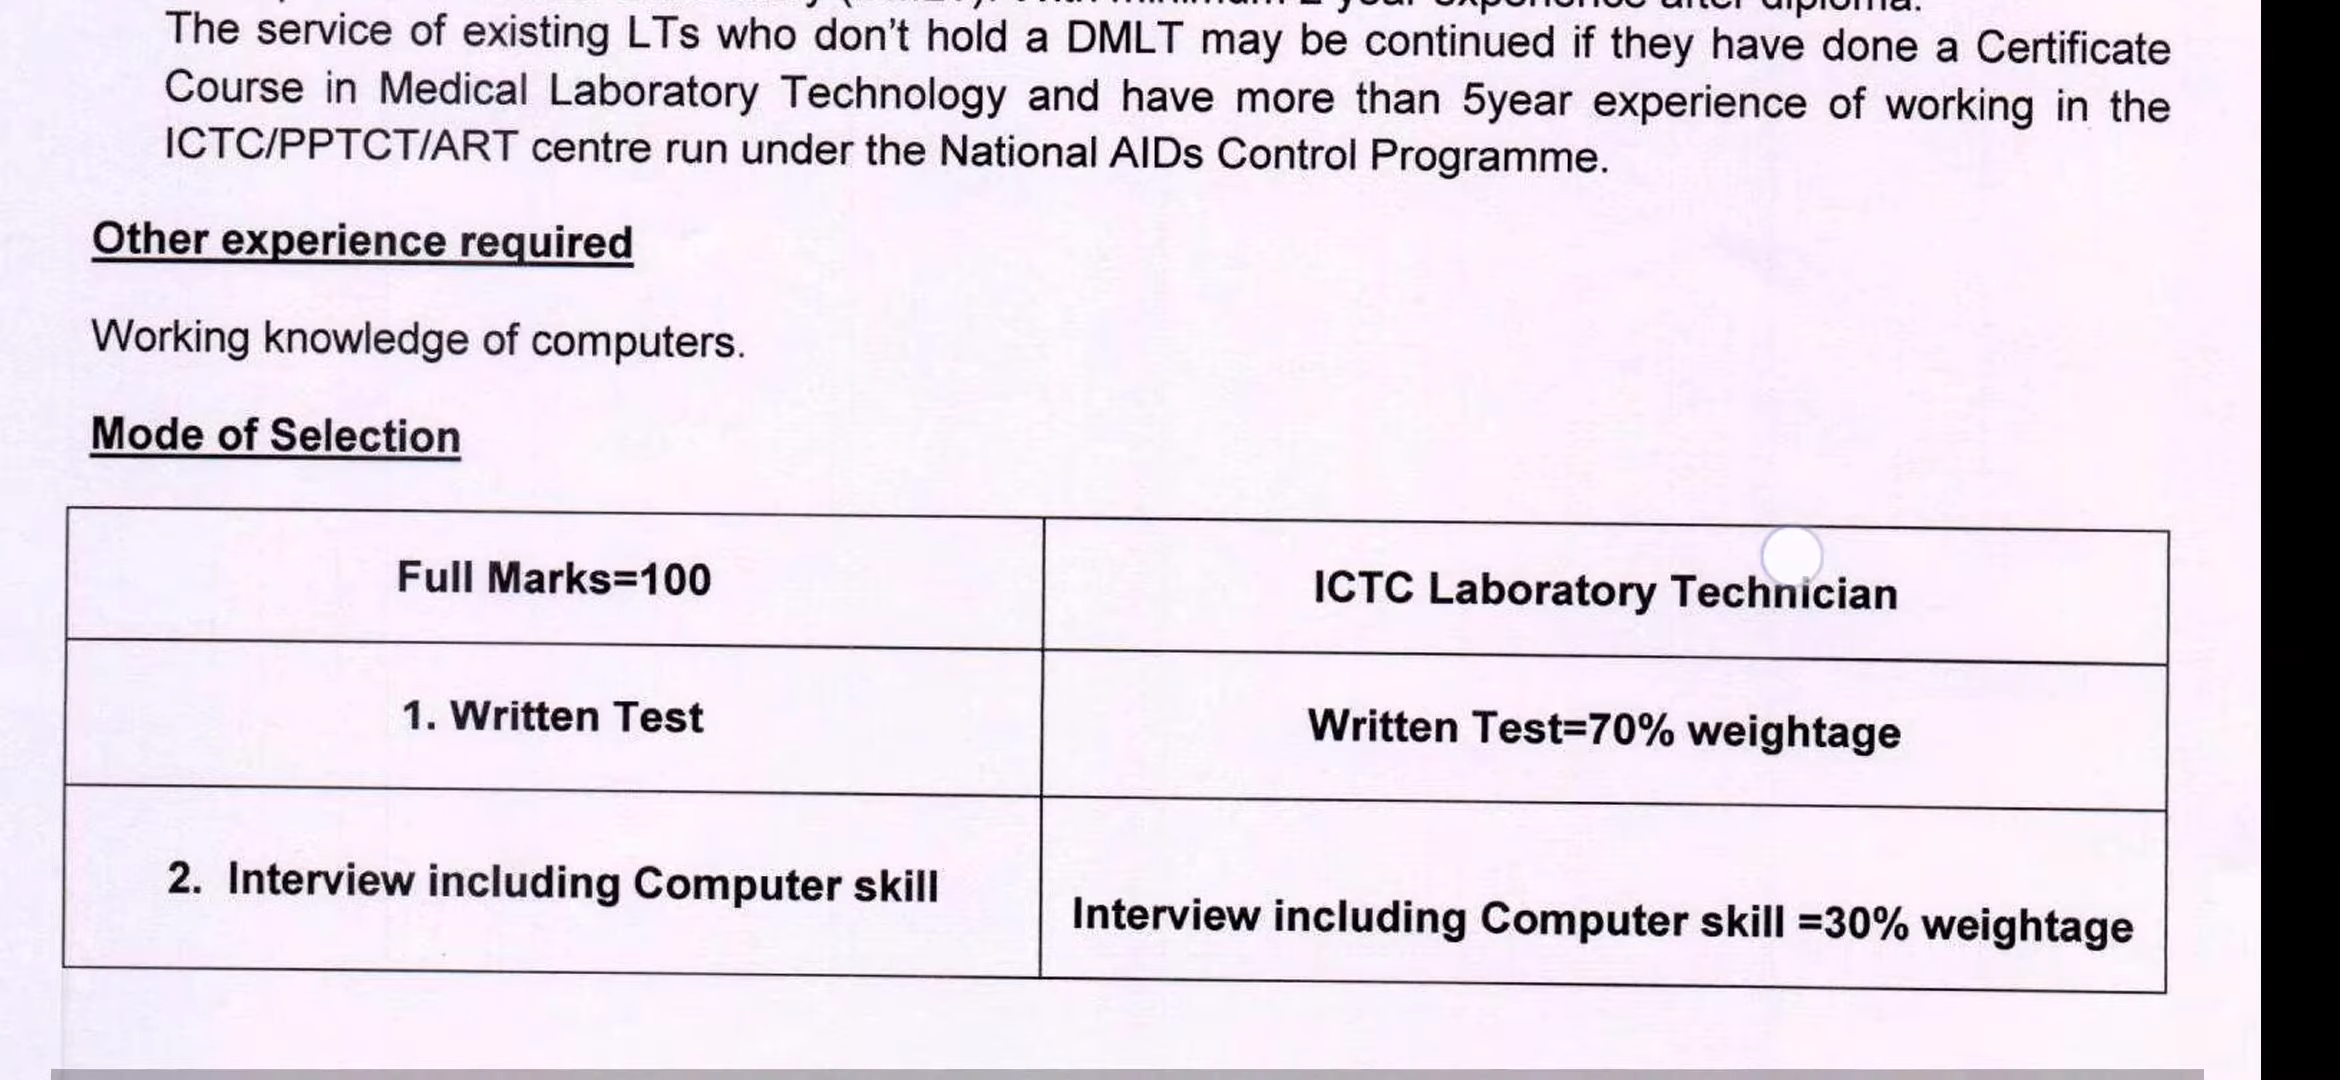 year experience after diploma.
The service of existing LTs who don't hold a DMLT may be continued if they have done a Certificate
Course in Medical Laboratory Technology and have more than 5year experience of working in the
ICTC/PPTCT/ART centre run under the National AIDs Control Programme.
Other experience required
Working knowledge of computers.
Mode of Selection
Full Marks=100
ICTC Laboratory Technician
1. Written Test
Written Test=70% weightage
2. Interview including Computer skill
Interview including Computer skill =30% weightage